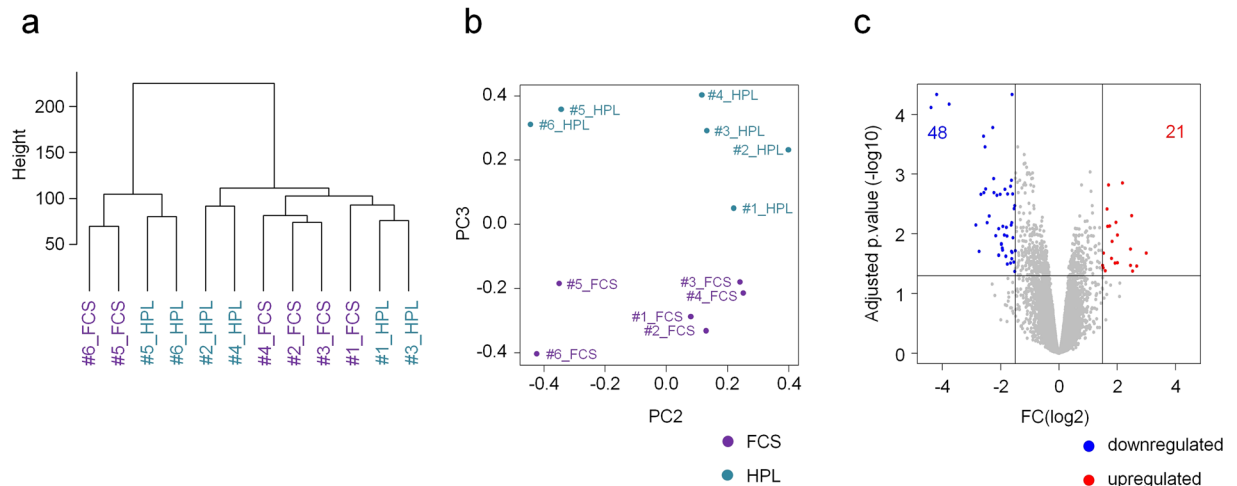 a
Height
200
150
100
50
#6_FCS
#5_FCS
#5_HPL
#6_HPL
#2_HPL
#4_HPL
#4_FCS
#2_FCS
#3_FCS
#1_FCS
#1_HPL
#3_HPL
b
PC3
0.4
0.2
0.0
-0.2
-0.4
#4_HPL
#5_HPL
#6_HPL
#3_HPL
#2_HPL
#1_HPL
#3_FCS
#5_FCS
#4_FCS
#1_FCS
#2_FCS
#6_FCS
-0.4
-0.2
0.0
0.2
0.4
PC2
FCS
HPL
c
Adjusted p.value (-log10)
4
3
2
1
0
48
21
-4
-2
0
2
4
FC(log2)
downregulated
upregulated